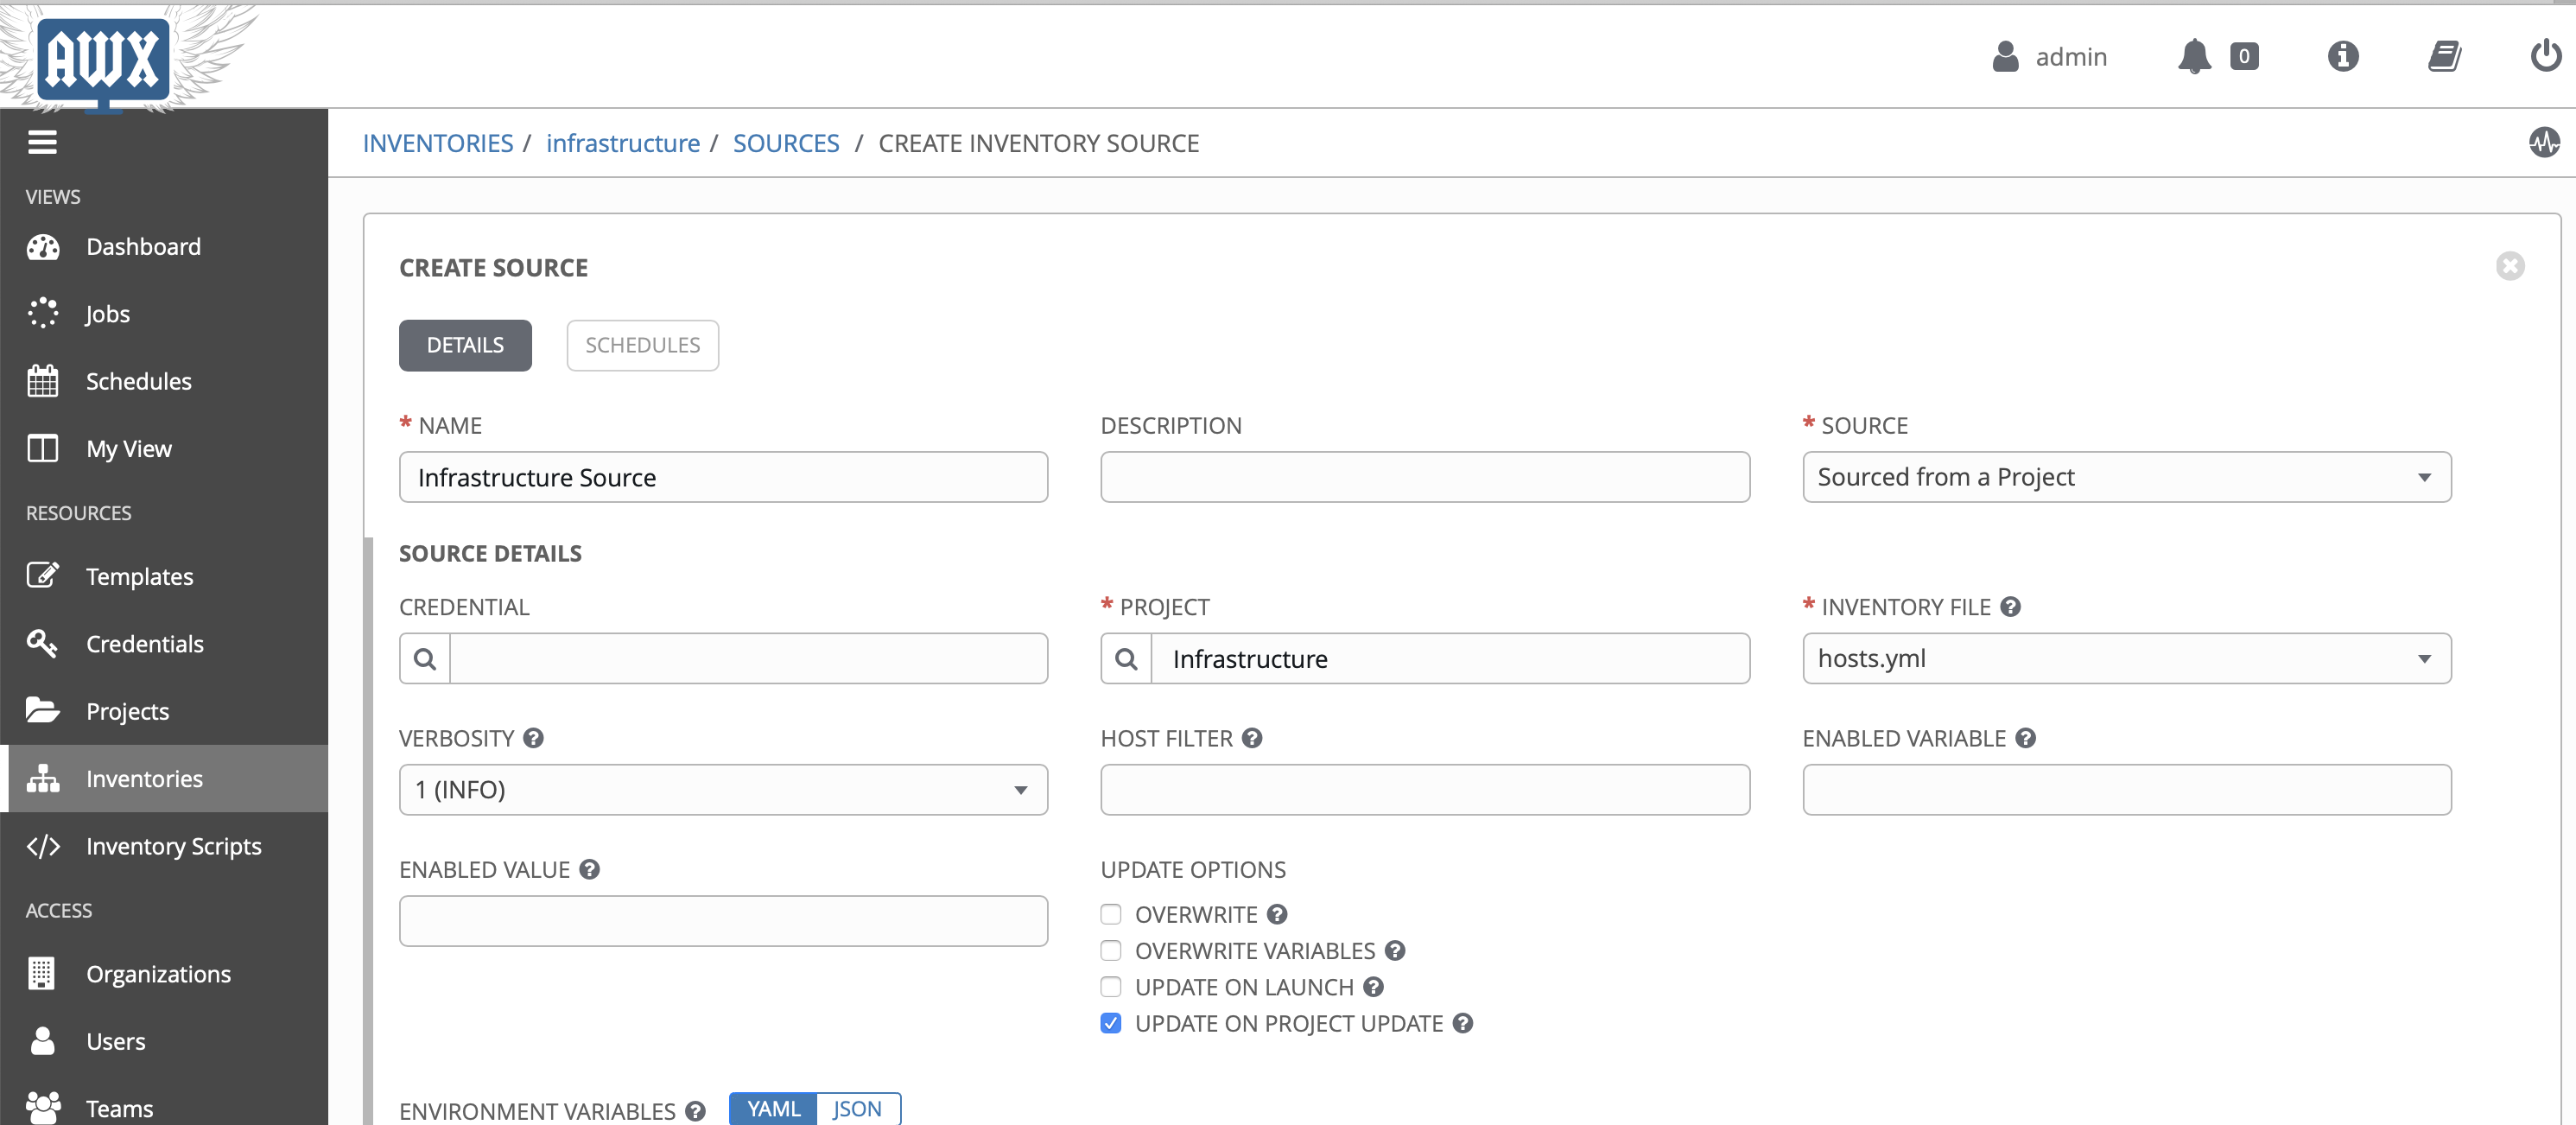 AWX
admin
0
INVENTORIES / infrastructure / SOURCES / CREATE INVENTORY SOURCE
VIEWS
Dashboard
Jobs
Schedules
My View
RESOURCES
Templates
Credentials
Projects
Inventories
Inventory Scripts
ACCESS
Organizations
Users
Teams
CREATE SOURCE
DETAILS SCHEDULES
* NAME DESCRIPTION * SOURCE
Infrastructure Source Sourced from a Project
SOURCE DETAILS
CREDENTIAL * PROJECT * INVENTORY FILE ?
Infrastructure hosts.yml
VERBOSITY ? HOST FILTER ? ENABLED VARIABLE ?
1 (INFO)
ENABLED VALUE ? UPDATE OPTIONS
OVERWRITE ?
OVERWRITE VARIABLES ?
UPDATE ON LAUNCH ?
UPDATE ON PROJECT UPDATE ?
ENVIRONMENT VARIABLES ? YAML JSON